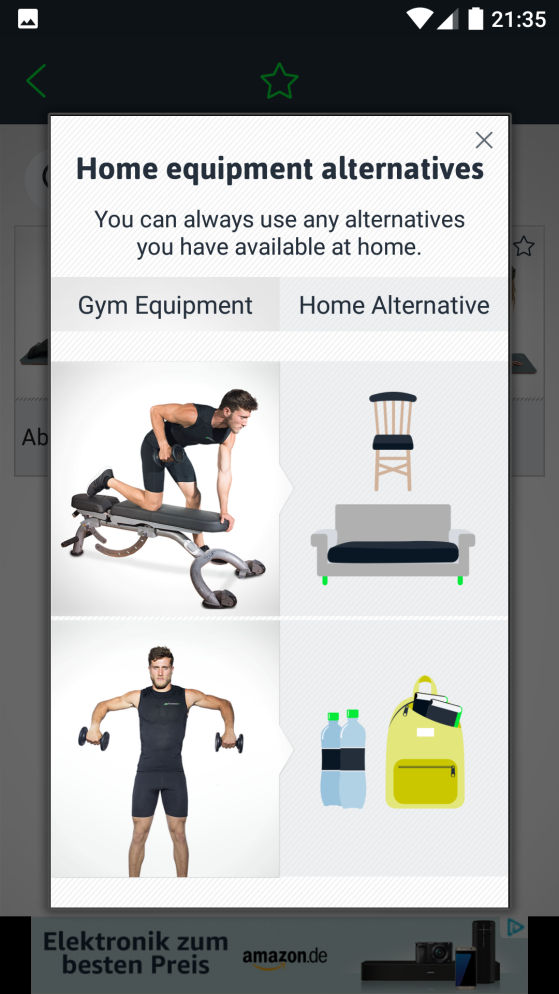 21:35
Home equipment alternatives
You can always use any alternatives
you have available at home.
Gym Equipment
Home Alternative
Ab
Elektronik zum
besten Preis
amazon.de